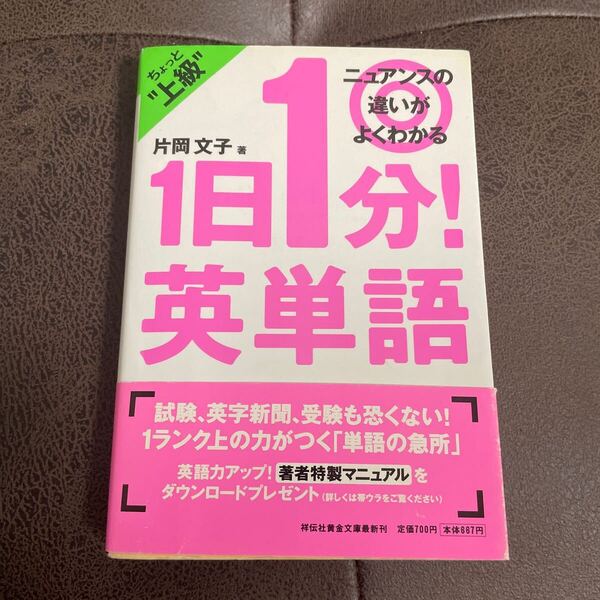 ちょっと
"上級"
ニュアンスの
違いが
よくわかる
片岡 文子 著
1日1分!
英単語
試験、英字新聞、受験も恐くない!
1ランク上の力がつく「単語の急所」
英語力アップ! 著者特製マニュアルを
ダウンロードプレゼント(詳しくは帯ウラをご覧ください)
祥伝社黄金文庫最新刊 定価700円 本体667円